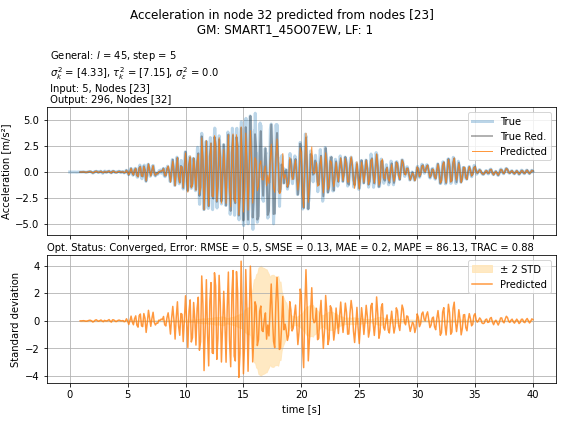 Acceleration in node 32 predicted from nodes [23]
GM: SMART1_45O07EW, LF: 1
General: l = 45, step = 5
σ²ₖ = [4.33], τ²ₖ = [7.15], σ²ε = 0.0
Input: 5, Nodes [23]
Output: 296, Nodes [32]
Acceleration [m/s²]
5.0
2.5
0.0
−2.5
−5.0
True
True Red.
Predicted
Opt. Status: Converged, Error: RMSE = 0.5, SMSE = 0.13, MAE = 0.2, MAPE = 86.13, TRAC = 0.88
Standard deviation
4
2
0
−2
−4
± 2 STD
Predicted
0 5 10 15 20 25 30 35 40
time [s]